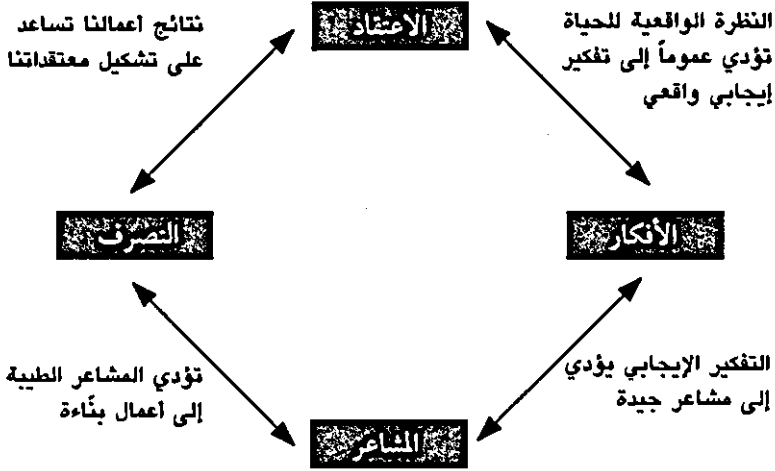 الاعتقاد
النظرة الواقعية للحياة
تؤدي عموماً إلى تفكير
إيجابي واقعي
نتائج أعمالنا تساعد
على تشكيل معتقداتنا
الأفكار
التصرف
التفكير الإيجابي يؤدي
إلى مشاعر جيدة
تؤدي المشاعر الطيبة
إلى أعمال بنّاءة
المشاعر